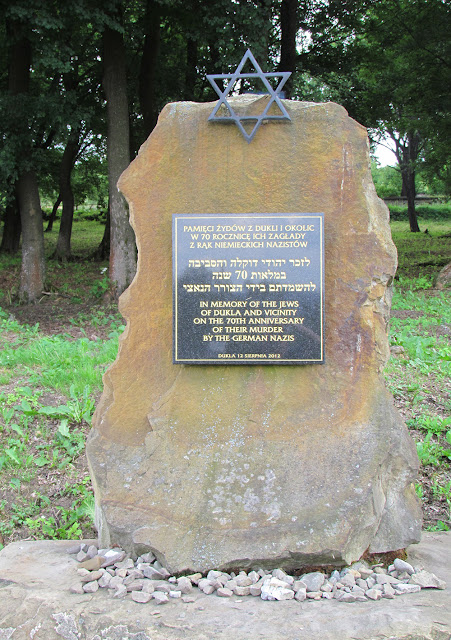 PAMIĘCI ŻYDÓW Z DUKLI I OKOLIC
W 70 ROCZNICĘ ICH ZAGŁADY
Z RĄK NIEMIECKICH NAZISTÓW
לזכר יהודי דוקלה והסביבה
במלאות 70 שנה
להשמדתם בידי הצורר הנאצי
IN MEMORY OF THE JEWS
OF DUKLA AND VICINITY
ON THE 70TH ANNIVERSARY
OF THEIR MURDER
BY THE GERMAN NAZIS
DUKLA 12 SIERPNIA 2012